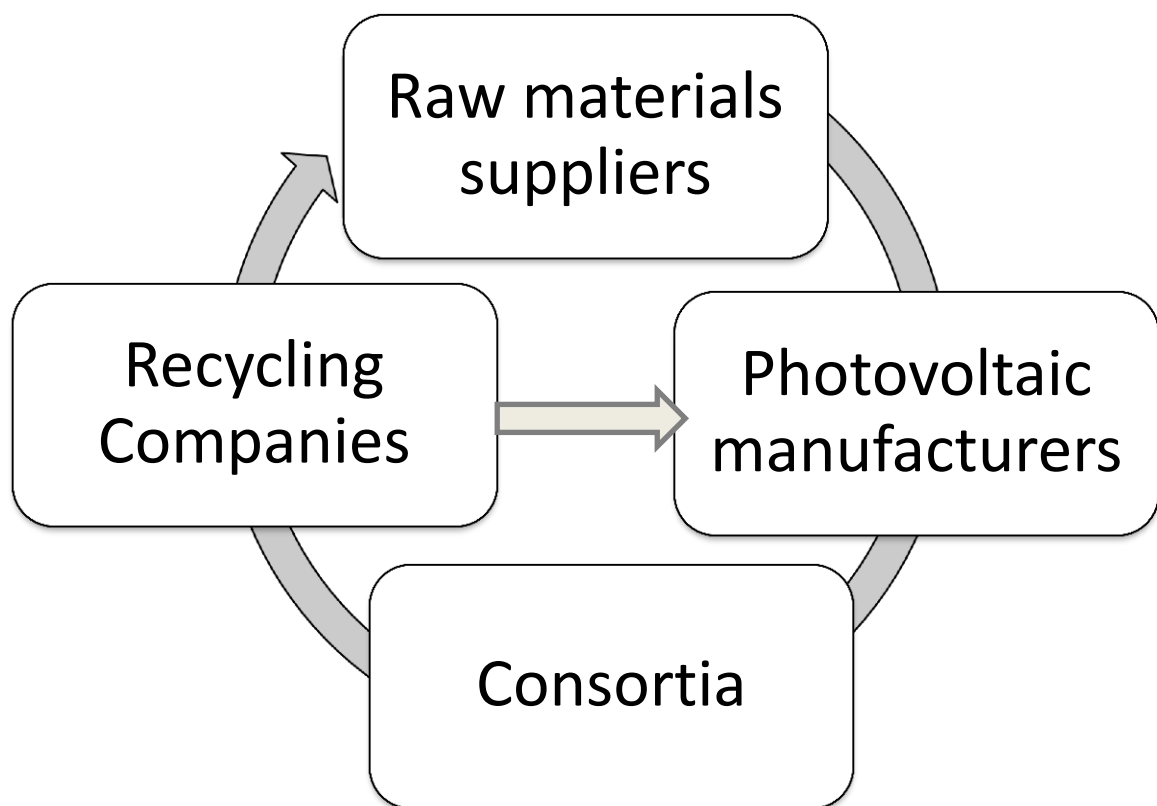 Raw materials
suppliers
Recycling
Companies
Photovoltaic
manufacturers
Consortia